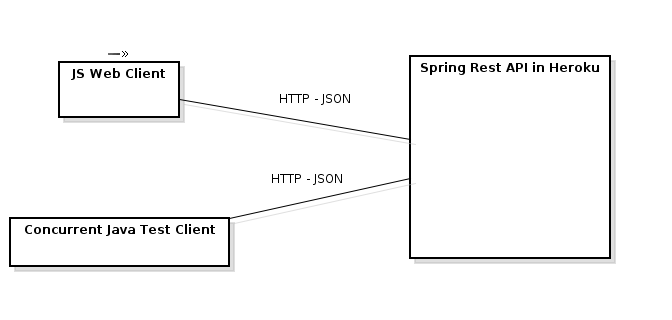 JS Web Client
Spring Rest API in Heroku
HTTP - JSON
HTTP - JSON
Concurrent Java Test Client